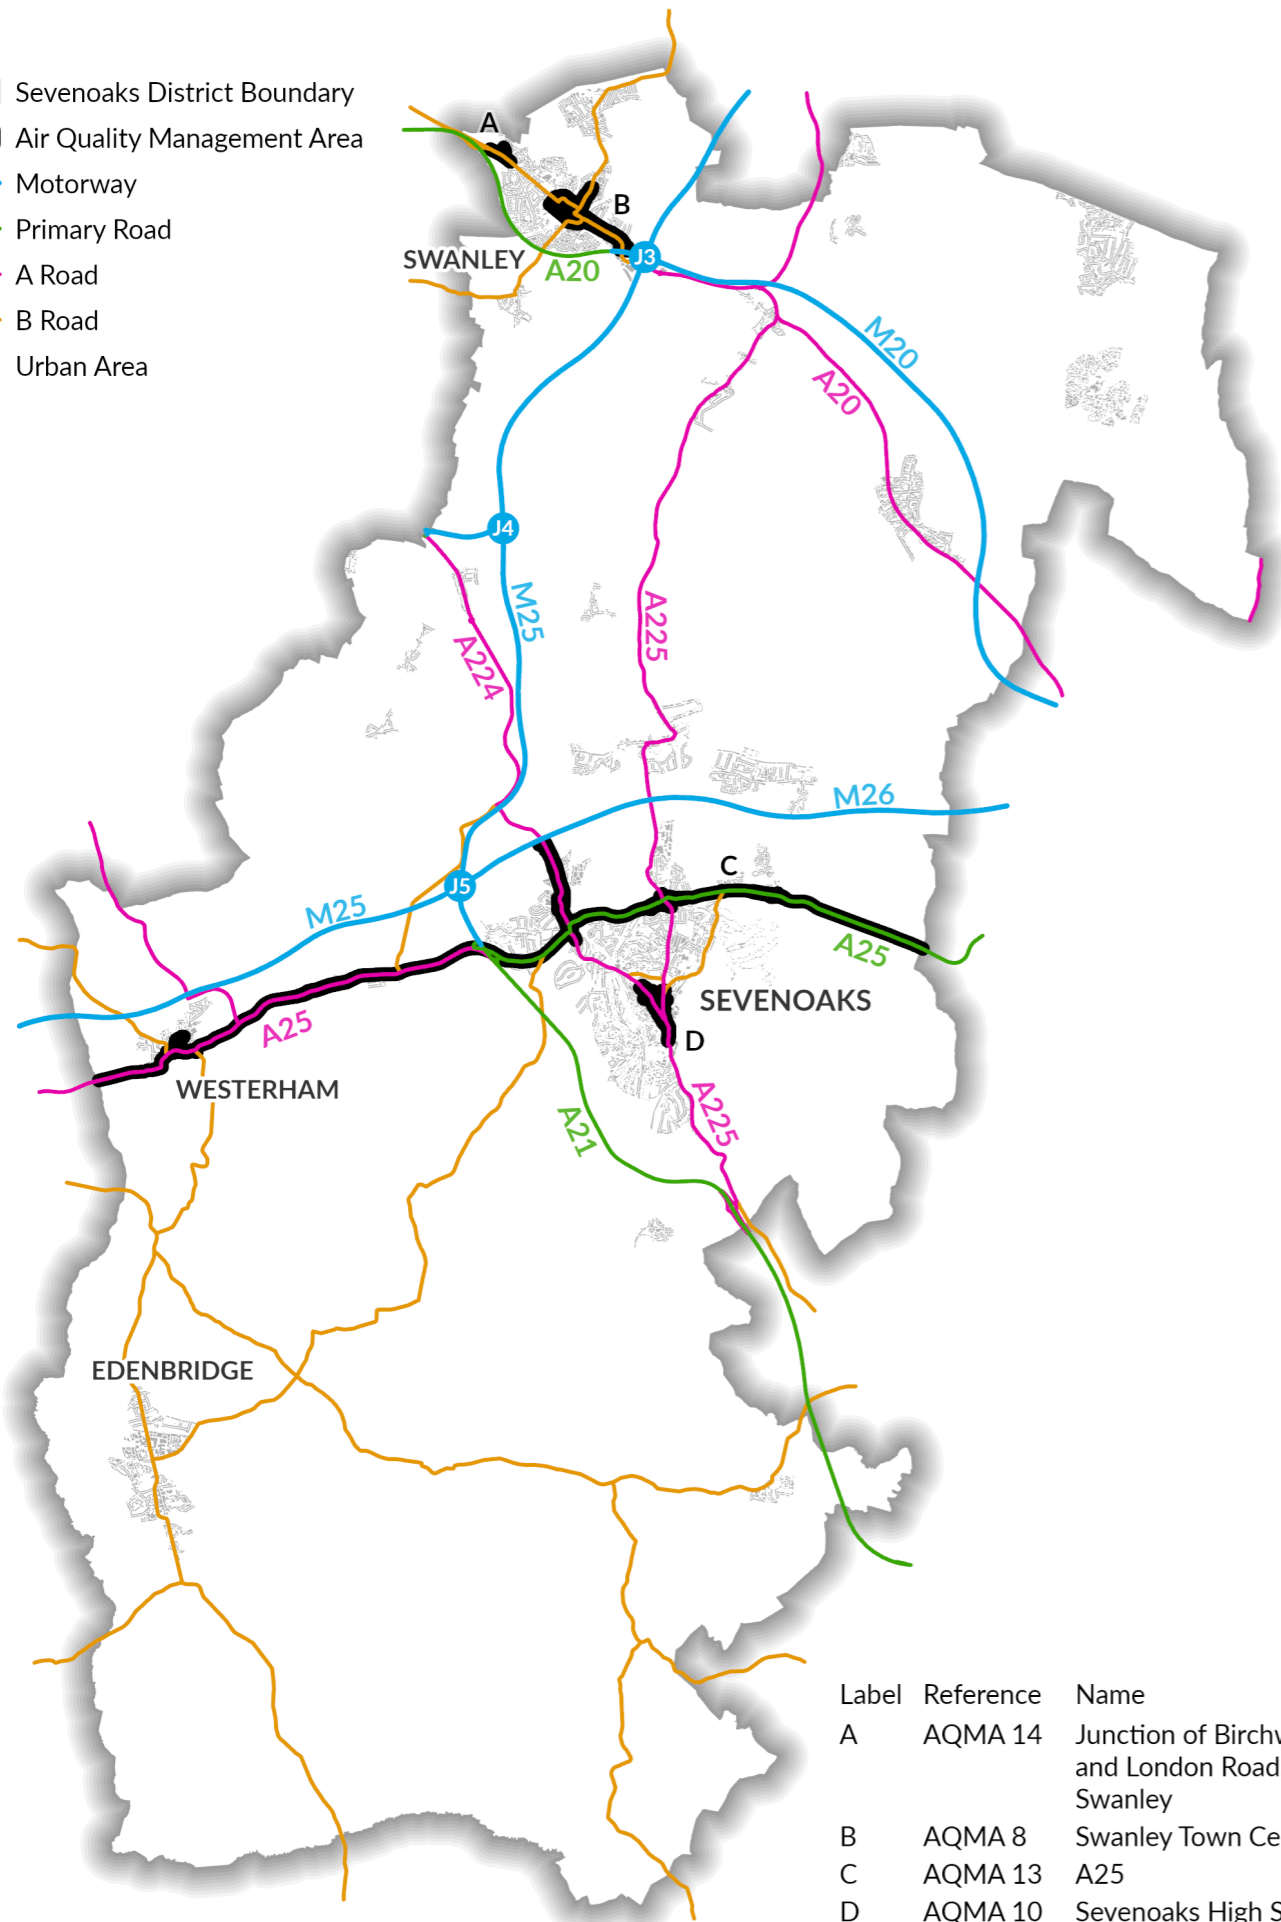 Sevenoaks District Boundary
Air Quality Management Area
Motorway
Primary Road
A Road
B Road
Urban Area
A
B
J3
SWANLEY
A20
M20
A20
J4
M25
A225
A224
M26
C
J5
M25
A25
SEVENOAKS
A25
D
WESTERHAM
A225
A21
EDENBRIDGE
Label Reference Name
A AQMA 14 Junction of
and London Road
Swanley
B AQMA 8 Swanley Town
C AQMA 13 A25
D AQMA 10 Sevenoaks High